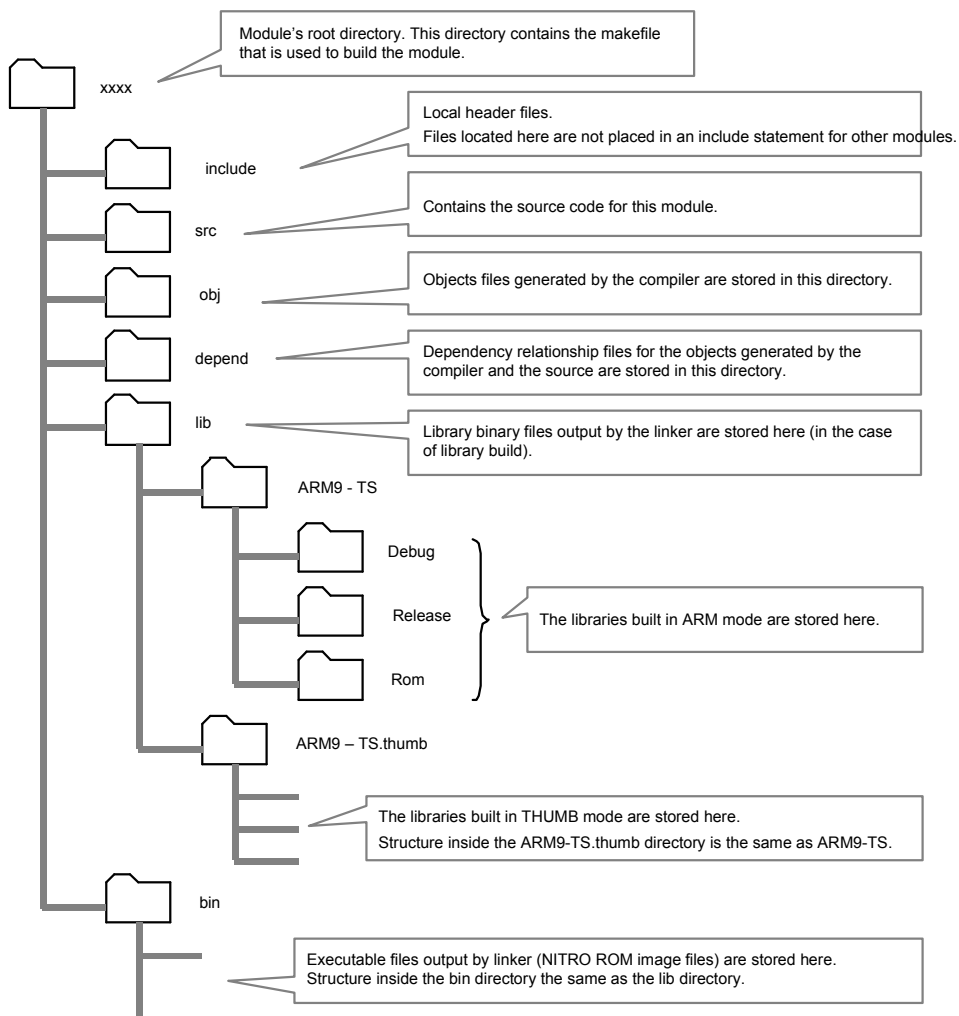 Module's root directory. This directory contains the makefile
that is used to build the module.
xxxx
Local header files.
Files located here are not placed in an include statement for other modules.
include
Contains the source code for this module.
src
Objects files generated by the compiler are stored in this directory.
obj
Dependency relationship files for the objects generated by the
compiler and the source are stored in this directory.
depend
Library binary files output by the linker are stored here (in the case
of library build).
lib
ARM9 - TS
Debug
Release
The libraries built in ARM mode are stored here.
Rom
ARM9 – TS.thumb
The libraries built in THUMB mode are stored here.
Structure inside the ARM9-TS.thumb directory is the same as ARM9-TS.
bin
Executable files output by linker (NITRO ROM image files) are stored here.
Structure inside the bin directory the same as the lib directory.